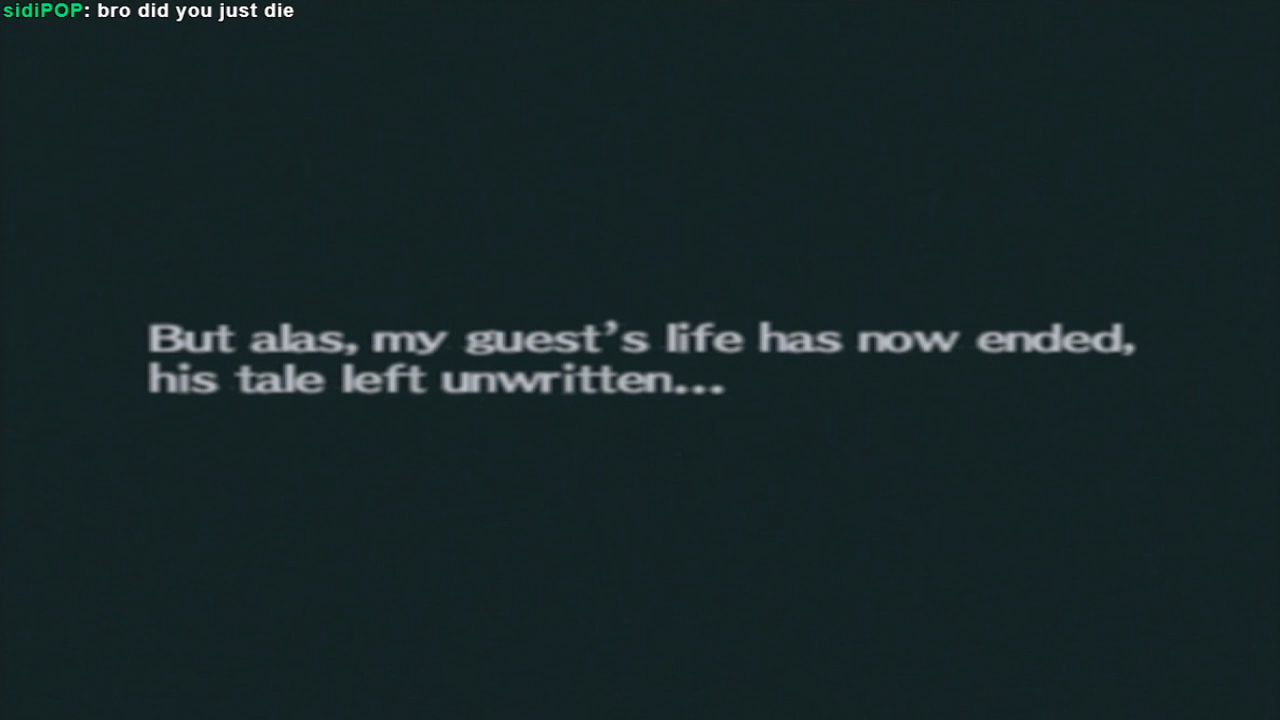 sidiPOP: bro did you just die
But alas, my guest’s life has now ended,
his tale left unwritten...